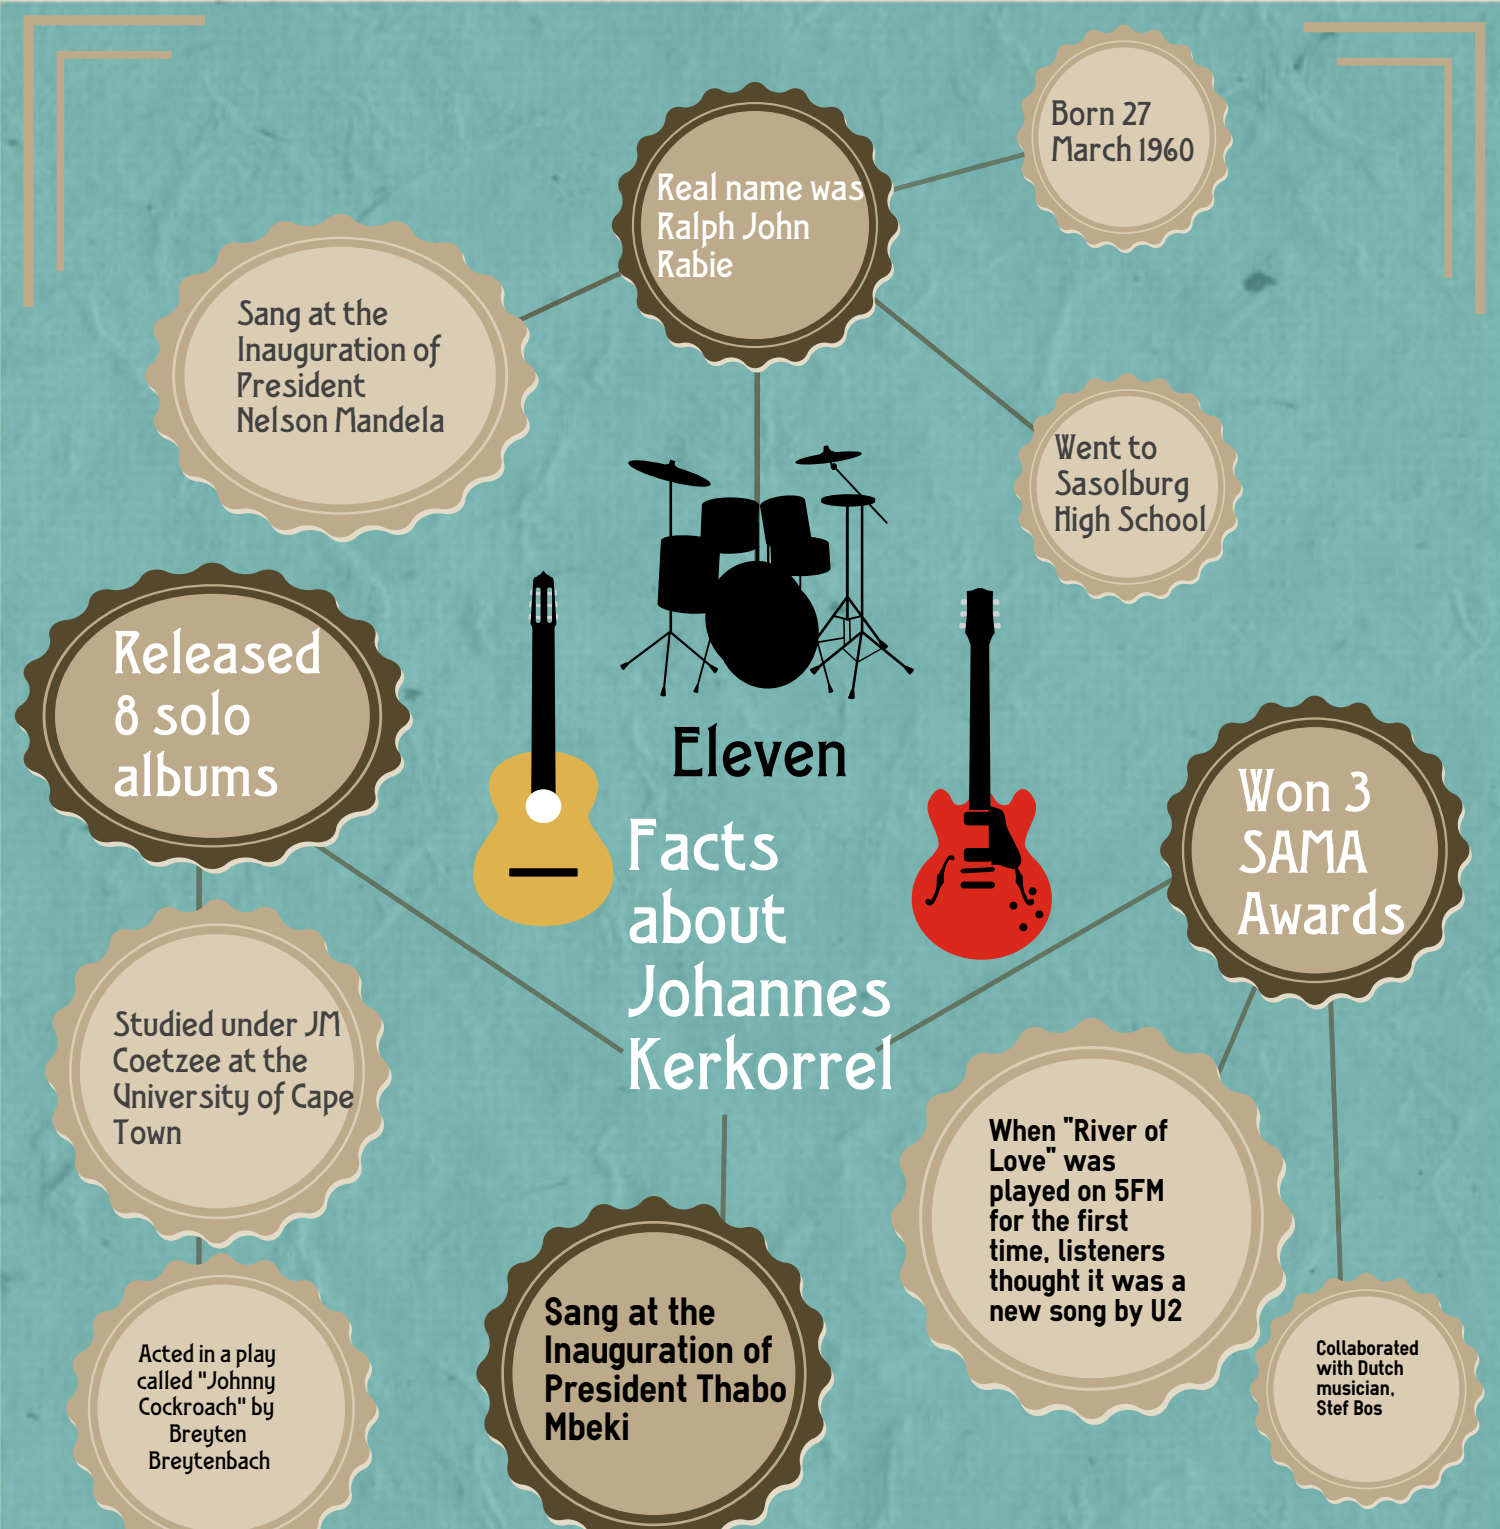 Born 27
March 1960
Real name was
Ralph John
Rabie
Sang at the
Inauguration of
President
Nelson Mandela
Went to
Sasolburg
High School
Released
8 solo
albums
Eleven
Facts
about
Johannes
Kerkorrel
Won 3
SAMA
Awards
Studied under JM
Coetzee at the
University of Cape
Town
When "River of
Love" was
played on 5FM
for the first
time, listeners
thought it was a
new song by U2
Sang at the
Inauguration of
President Thabo
Mbeki
Acted in a play
called "Johnny
Cockroach" by
Breyten
Breytenbach
Collaborated
with Dutch
musician,
Stef Bos